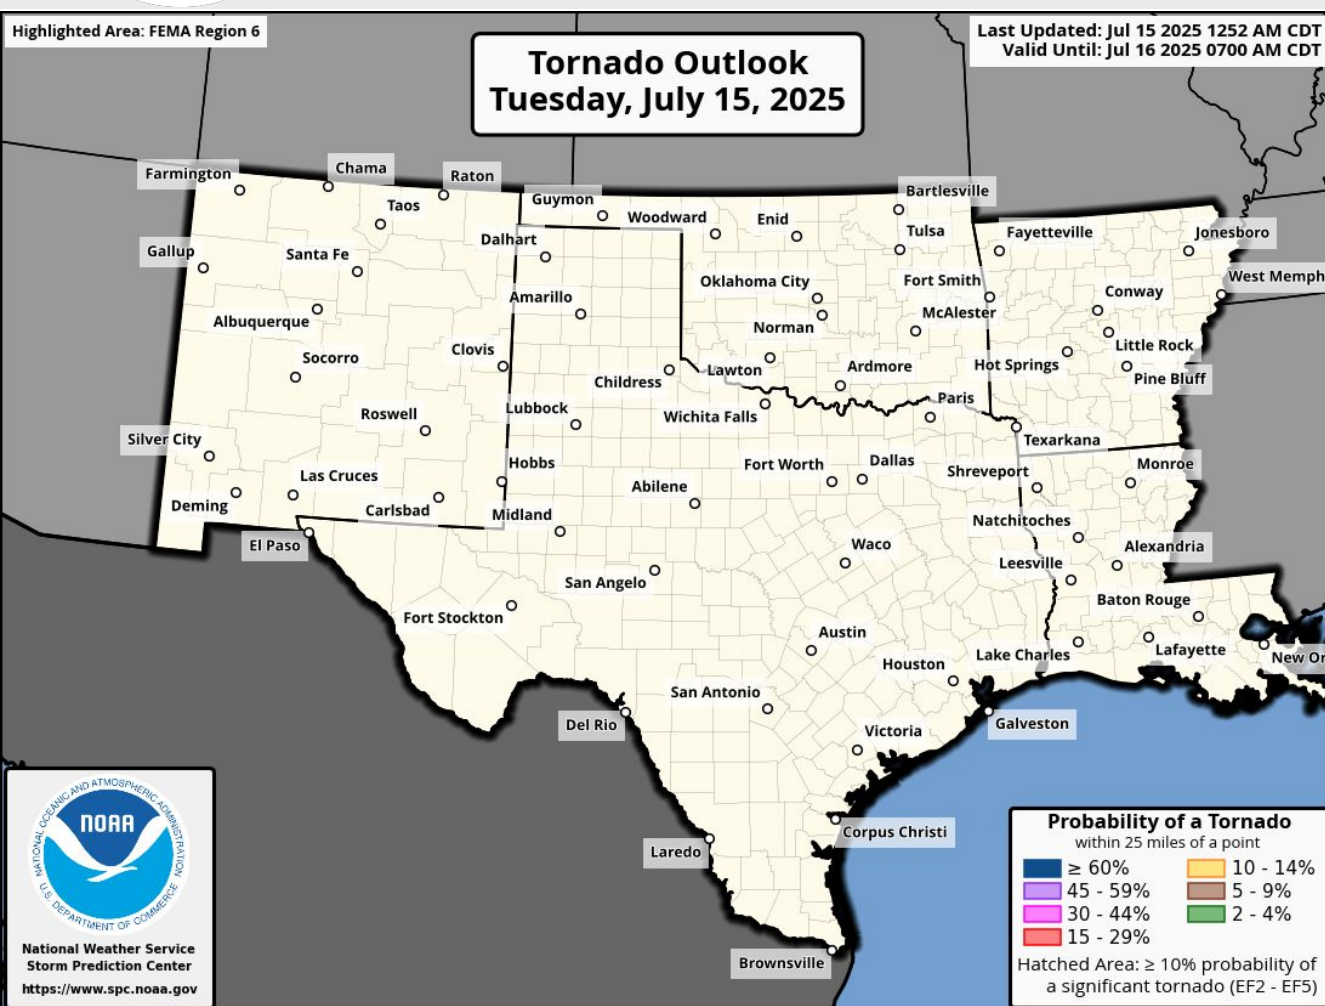 Highlighted Area: FEMA Region 6
Last Updated: Jul 15 2025 1252 AM CDT
Valid Until: Jul 16 2025 0700 AM CDT
Tornado Outlook
Tuesday, July 15, 2025
Farmington
Chama
Raton
Taos
Guymon
Woodward
Enid
Bartlesville
Tulsa
Fayetteville
Jonesboro
Gallup
Santa Fe
Dalhart
Oklahoma City
Fort Smith
West Memph
Albuquerque
Amarillo
Norman
McAlester
Conway
Little Rock
Socorro
Clovis
Childress
Lawton
Ardmore
Hot Springs
Pine Bluff
Roswell
Lubbock
Wichita Falls
Paris
Texarkana
Silver City
Las Cruces
Hobbs
Abilene
Fort Worth
Dallas
Shreveport
Monroe
Deming
Carlsbad
Midland
Natchitoches
El Paso
San Angelo
Waco
Leesville
Alexandria
Fort Stockton
Austin
Baton Rouge
Houston
Lake Charles
Lafayette
New Or
Del Rio
San Antonio
Victoria
Galveston
Laredo
Corpus Christi
Brownsville
NATIONAL OCEANIC AND ATMOSPHERIC ADMINISTRATION
NOAA
U.S. DEPARTMENT OF COMMERCE
National Weather Service
Storm Prediction Center
https://www.spc.noaa.gov
Probability of a Tornado
within 25 miles of a point
≥ 60%
45 - 59%
30 - 44%
15 - 29%
10 - 14%
5 - 9%
2 - 4%
Hatched Area: ≥ 10% probability of
a significant tornado (EF2 - EF5)